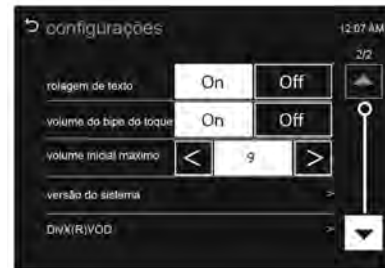 configurações
12:07 AM
2/2
rolagem de texto On Off
volume do bipe do toque On Off
volume inicial máximo < 9 >
versão do sistema >
DivX(R)VOD >